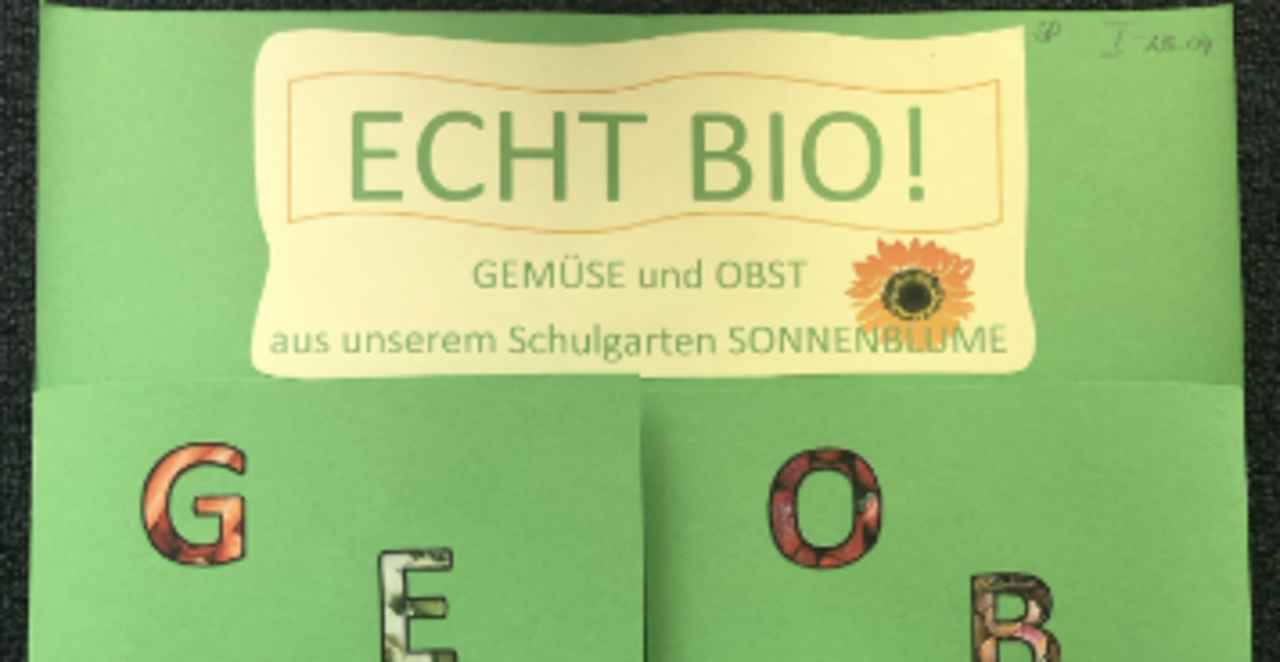 ECHT BIO!
GEMÜSE und OBST
aus unserem Schulgarten SONNENBLUME
G
O
E
B